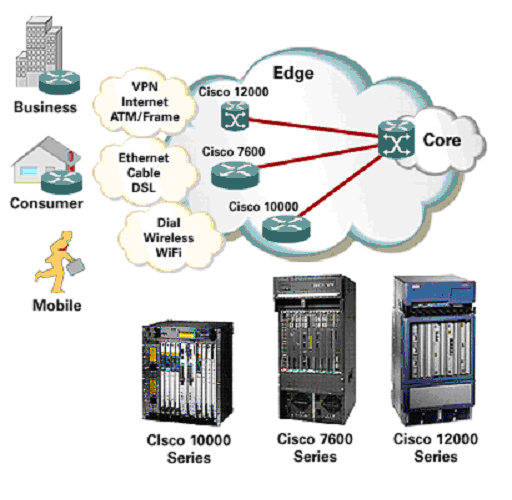 Business
VPN
Internet
ATM/Frame
Edge
Cisco 12000
Core
Consumer
Ethernet
Cable
DSL
Cisco 7600
Mobile
Dial
Wireless
WiFi
Cisco 10000
Cisco 10000
Series
Cisco 7600
Series
Cisco 12000
Series